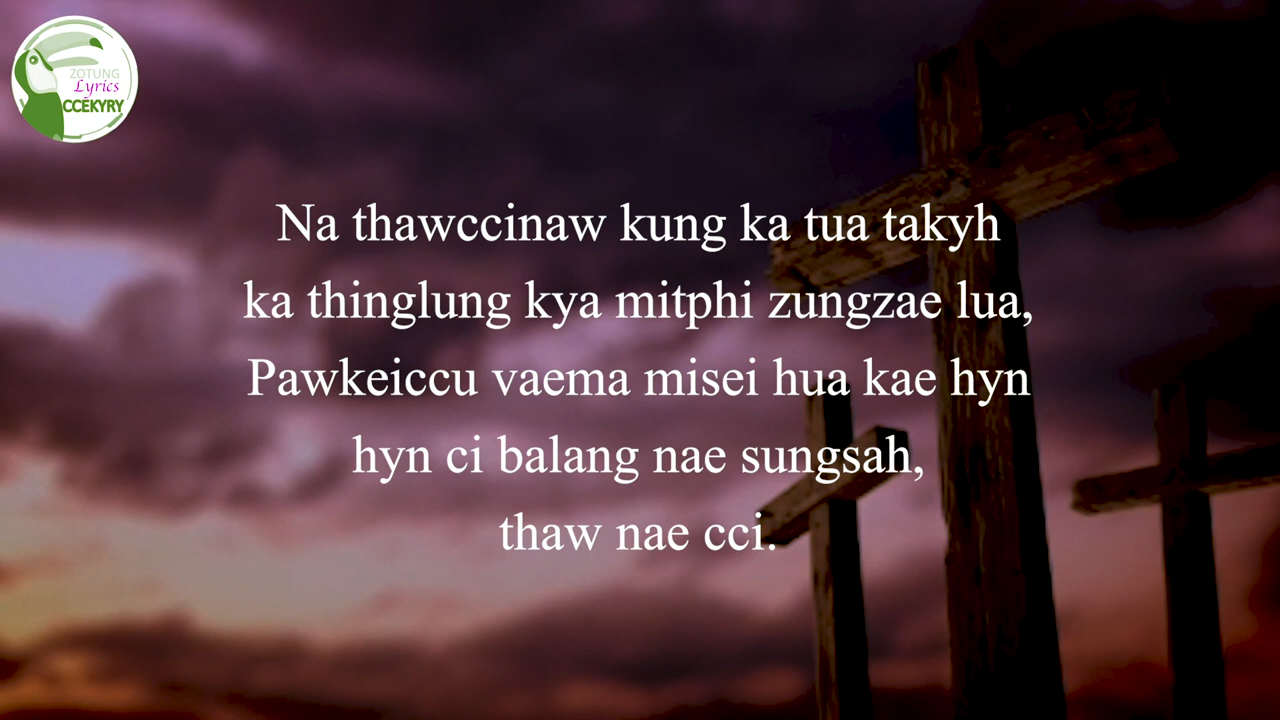 ZOTUNG
Lyrics
CCEKYRY
Na thawccinaw kung ka tua takyh
ka thinglung kya mitphi zungzae lua,
Pawkeiccu vaema misei hua kae hyn
hyn ci balang nae sungsah,
thaw nae cci.